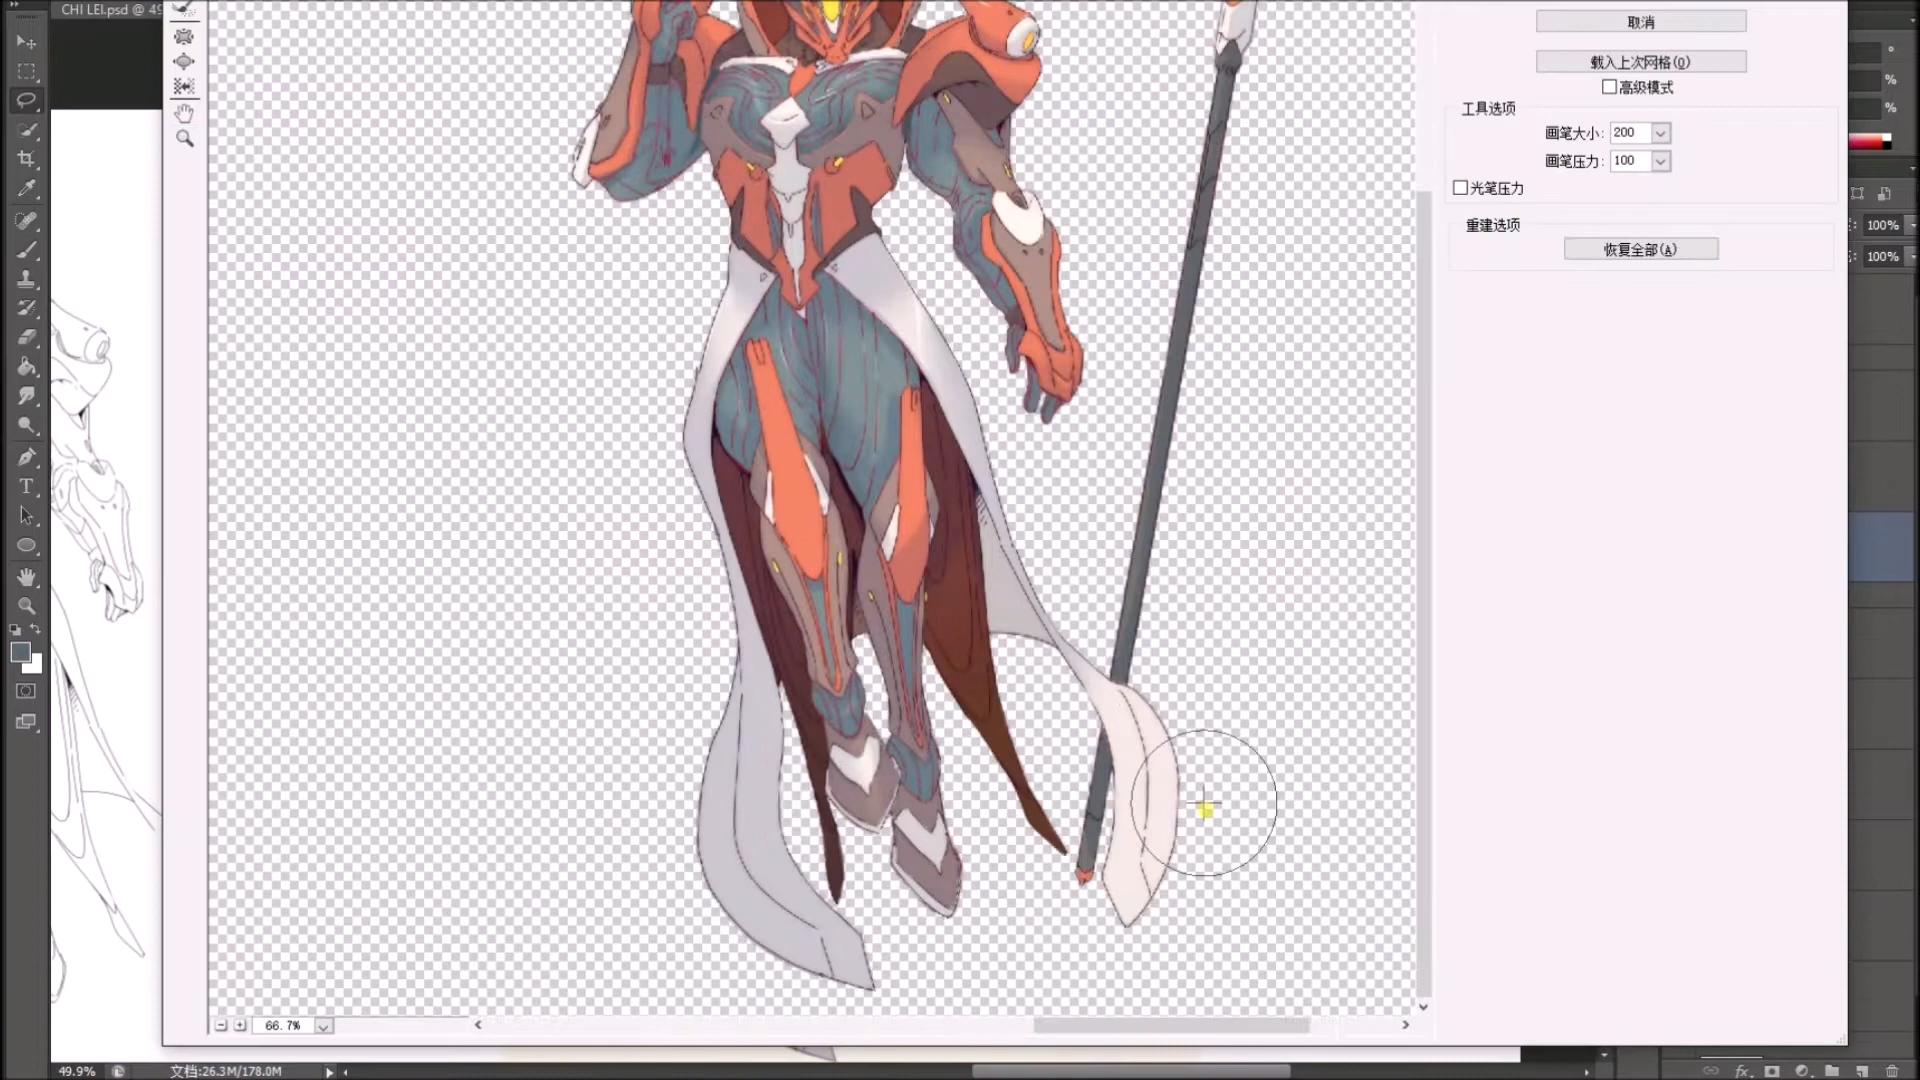 CHI LEI.psd @ 49
取消
载入上次网格(O)
高级模式
工具选项
画笔大小: 200
画笔压力: 100
光笔压力
重建选项
恢复全部(A)
%
%
100%
100%
66.7%
49.9%
文档:26.3M/178.0M
T
fx